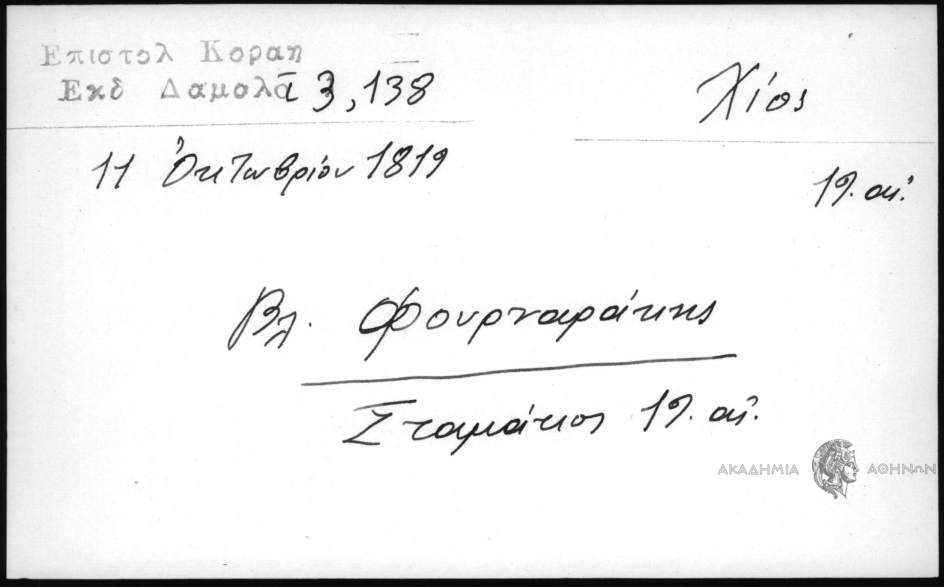 Επιστολ Κοραη
Εκδ Δαμαλᾶ 3,138
Χίος
11 Ὀκτωβρίου 1819
19. αἰ.
Βλ. Φουρναράκης
Σταμάτιος 19. αἰ.
ΑΚΑΔΗΜΙΑ ΑΘΗΝΩΝ